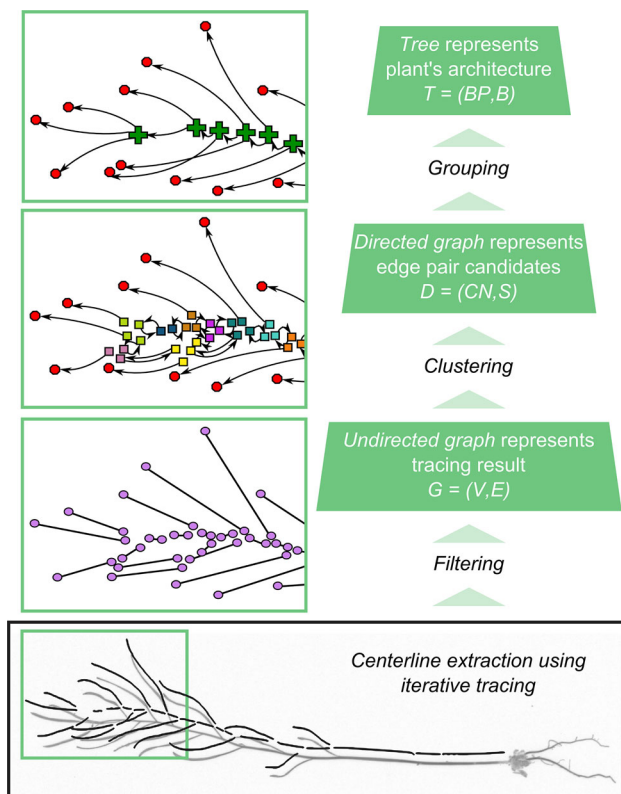 Tree represents
plant's architecture
T = (BP,B)
Grouping
Directed graph represents
edge pair candidates
D = (CN,S)
Clustering
Undirected graph represents
tracing result
G = (V,E)
Filtering
Centerline extraction using
iterative tracing